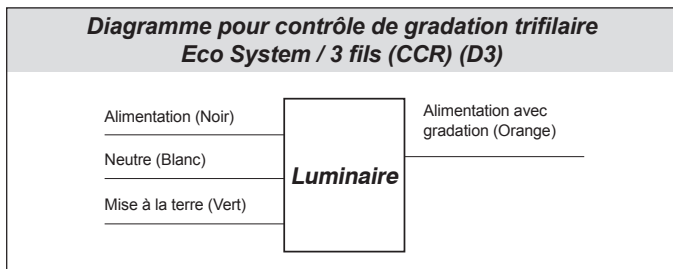 Diagramme pour contrôle de gradation trifilaire
Eco System / 3 fils (CCR) (D3)
Alimentation (Noir)
Neutre (Blanc)
Mise à la terre (Vert)
Luminaire
Alimentation avec
gradation (Orange)